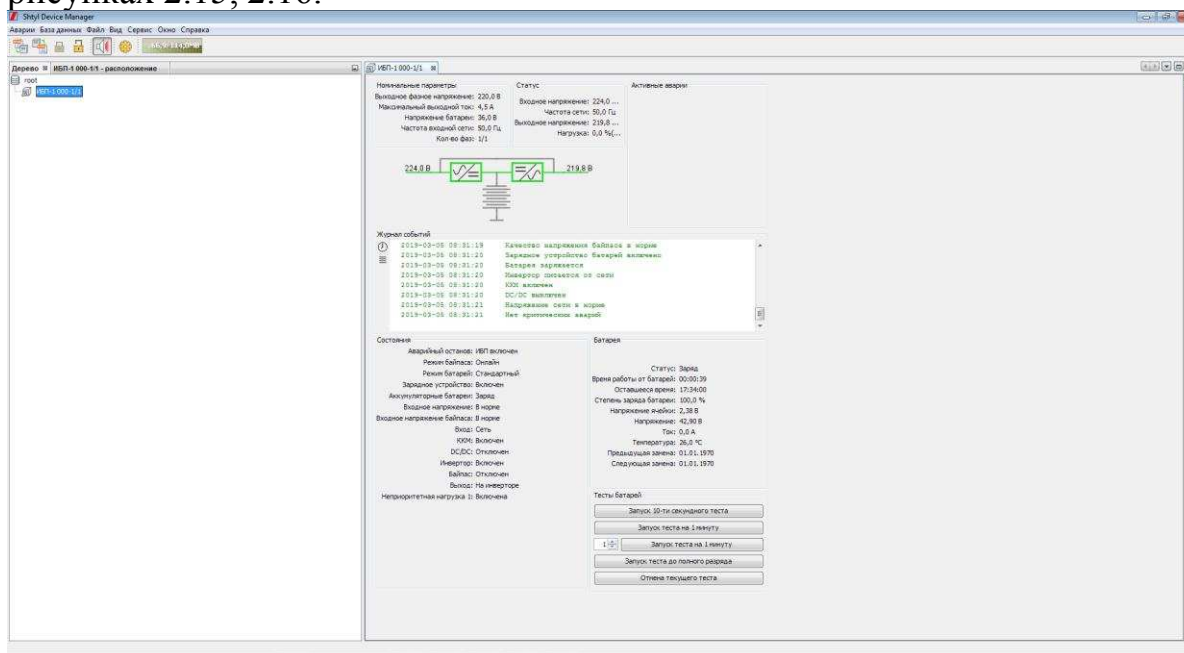 рисунках 2.15; 2.16.
Shtyl Device Manager
Аварии База данных Файл Вид Сервис Окно Справка
Дерево ИБП-1 000-1/1 - расположение
root
ИБП-1 000-1/1
ИБП-1 000-1/1
Номинальные параметры
Выходное фазное напряжение: 220,0 В
Максимальный выходной ток: 4,5 А
Напряжение батареи: 36,0 В
Частота входной сети: 50,0 Гц
Кол-во фаз: 1/1
Статус
Входное напряжение: 224,0 ...
Частота сети: 50,0 Гц
Выходное напряжение: 219,8 ...
Нагрузка: 0,0 %(...
Активные аварии
224,0 В
219,8 В
Журнал событий
2019-03-05 08:31:19 Качество напряжения байпаса в норме
2019-03-05 08:31:20 Зарядное устройство батарей включено
2019-03-05 08:31:20 Батарея заряжается
2019-03-05 08:31:20 Инвертор питается от сети
2019-03-05 08:31:20 ККМ включен
2019-03-05 08:31:20 DC/DC выключен
2019-03-05 08:31:21 Напряжение сети в норме
2019-03-05 08:31:21 Нет критических аварий
Состояния
Аварийный останов: ИБП включен
Режим байпаса: Онлайн
Режим батарей: Стандартный
Зарядное устройство: Включен
Аккумуляторные батареи: Заряд
Входное напряжение: В норме
Входное напряжение байпаса: В норме
Вход: Сеть
ККМ: Включен
DC/DC: Отключен
Инвертор: Включен
Байпас: Отключен
Выход: На инверторе
Неприоритетная нагрузка 1: Включена
Батарея
Статус: Заряд
Время работы от батарей: 00:00:39
Оставшееся время: 17:34:00
Степень заряда батареи: 100,0 %
Напряжение ячейки: 2,38 В
Напряжение: 42,90 В
Ток: 0,0 А
Температура: 26,0 °C
Предыдущая замена: 01.01.1970
Следующая замена: 01.01.1970
Тесты батарей
Запуск 10-ти секундного теста
Запуск теста на 1 минуту
1 Запуск теста на 1 минуту
Запуск теста до полного разряда
Отмена текущего теста